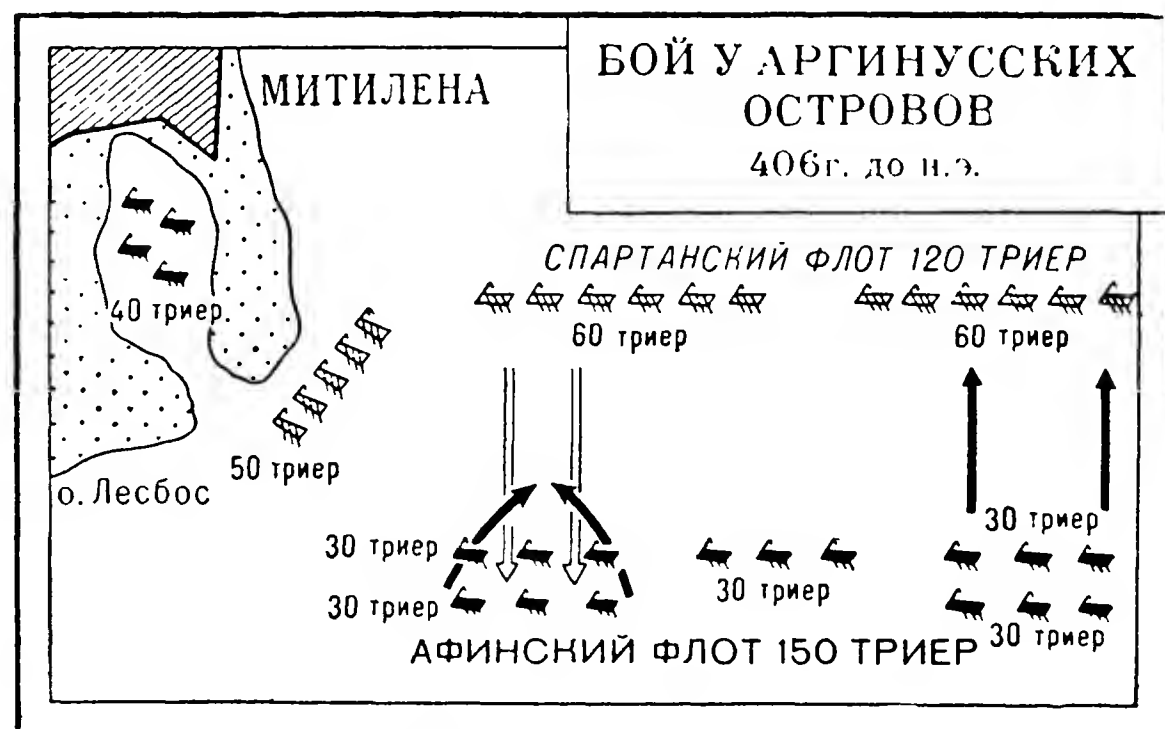 БОЙ У АРГИНУССКИХ
ОСТРОВОВ
406г. до н.э.
МИТИЛЕНА
СПАРТАНСКИЙ ФЛОТ 120 ТРИЕР
40 триер.
60 триер
60 триер
50 триер
о. Лесбос
30 триер
30 триер
30 триер
30 триер
30 триер
АФИНСКИЙ ФЛОТ 150 ТРИЕР